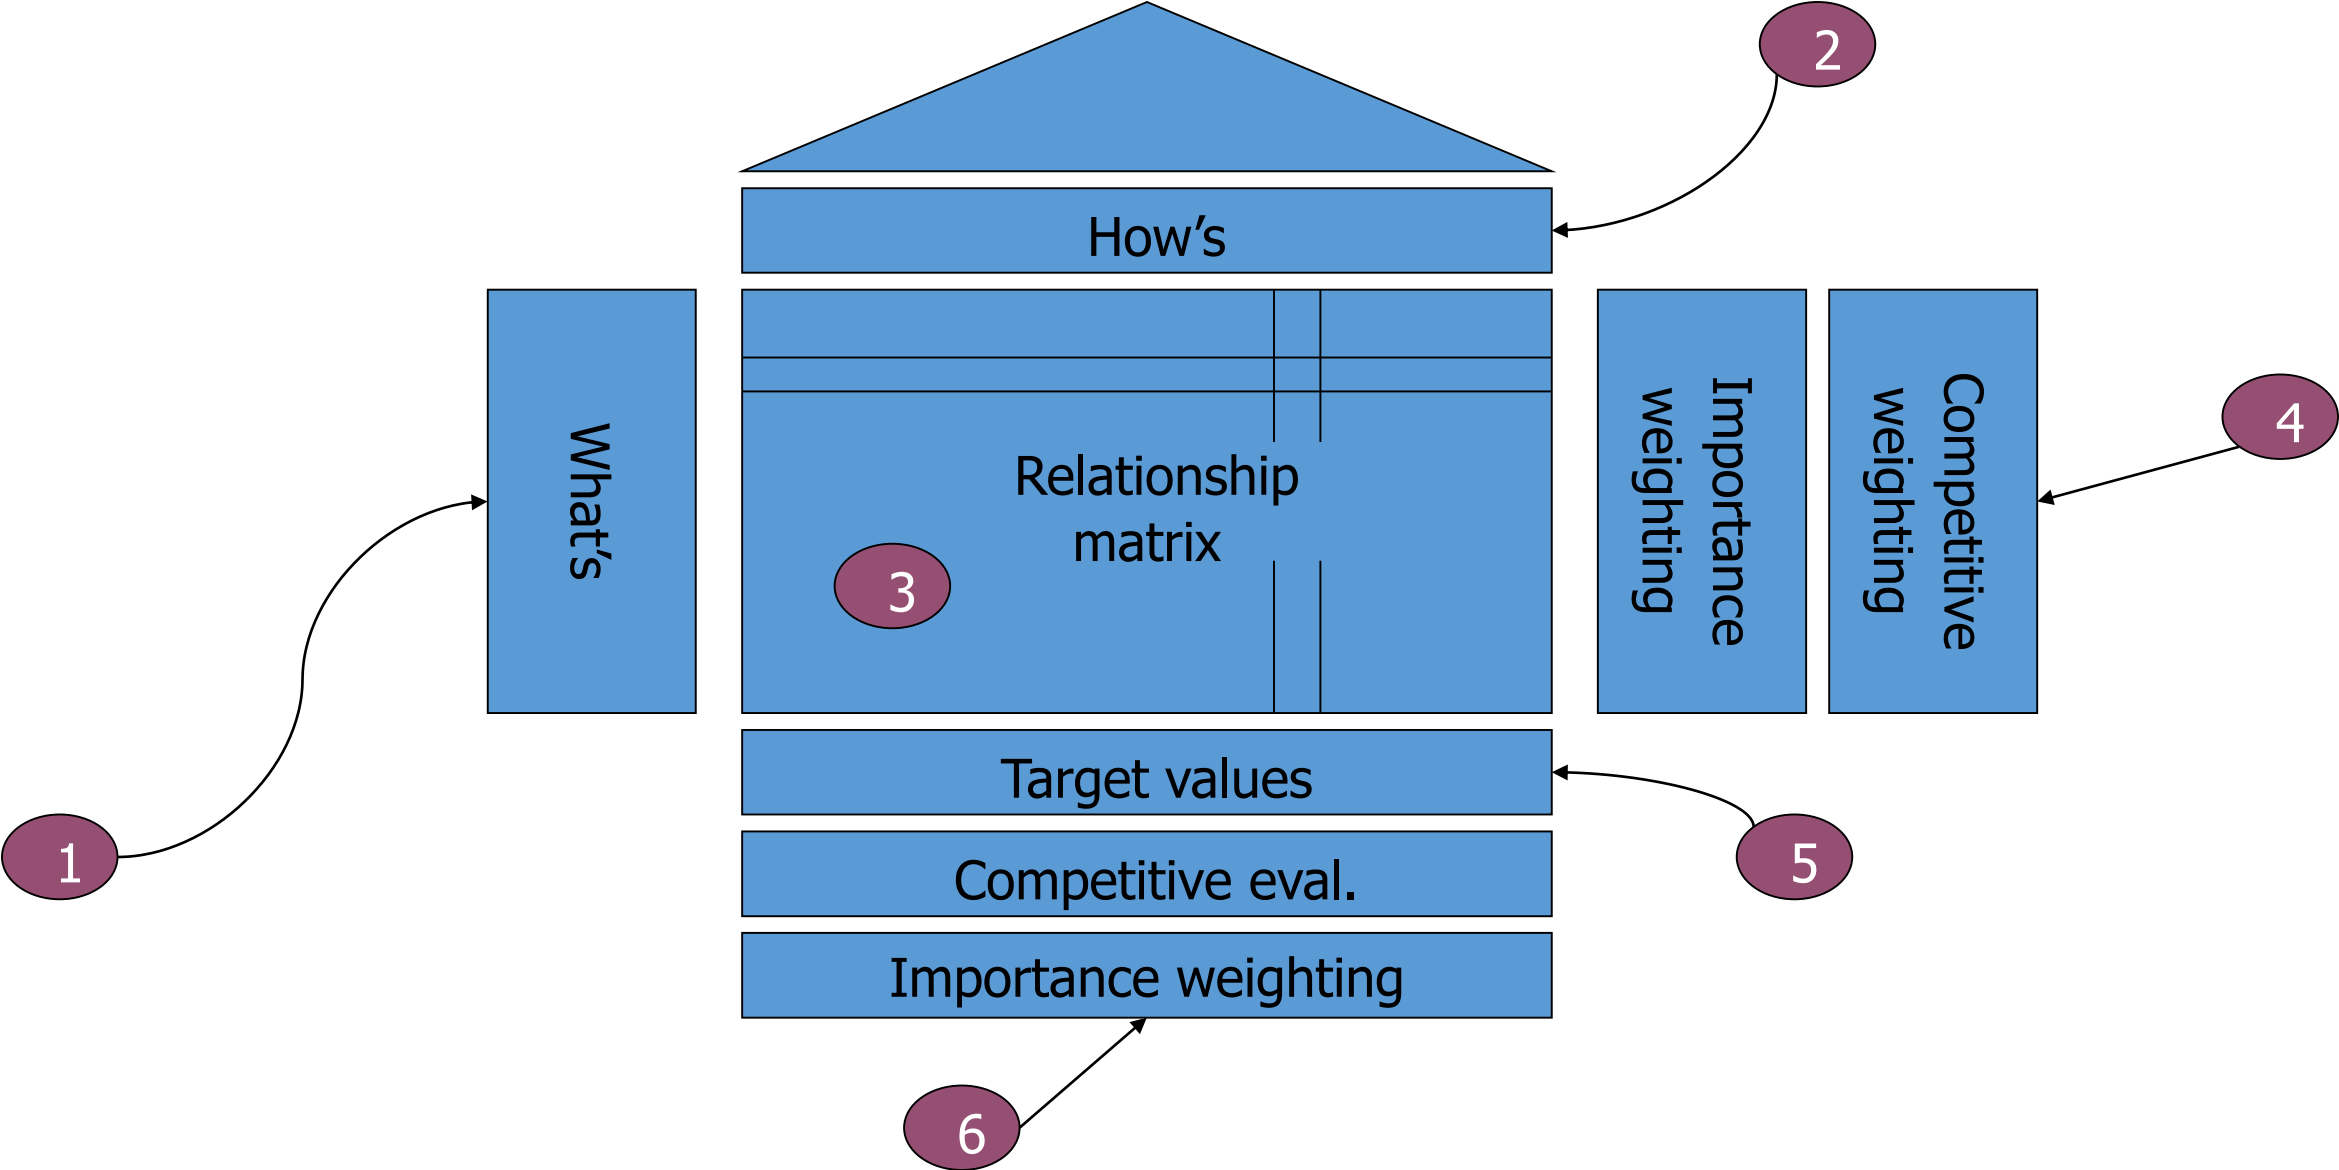 2
How’s
What’s
Relationship
matrix
3
Importance
weighting
Competitive
weighting
4
Target values
1
5
Competitive eval.
Importance weighting
6